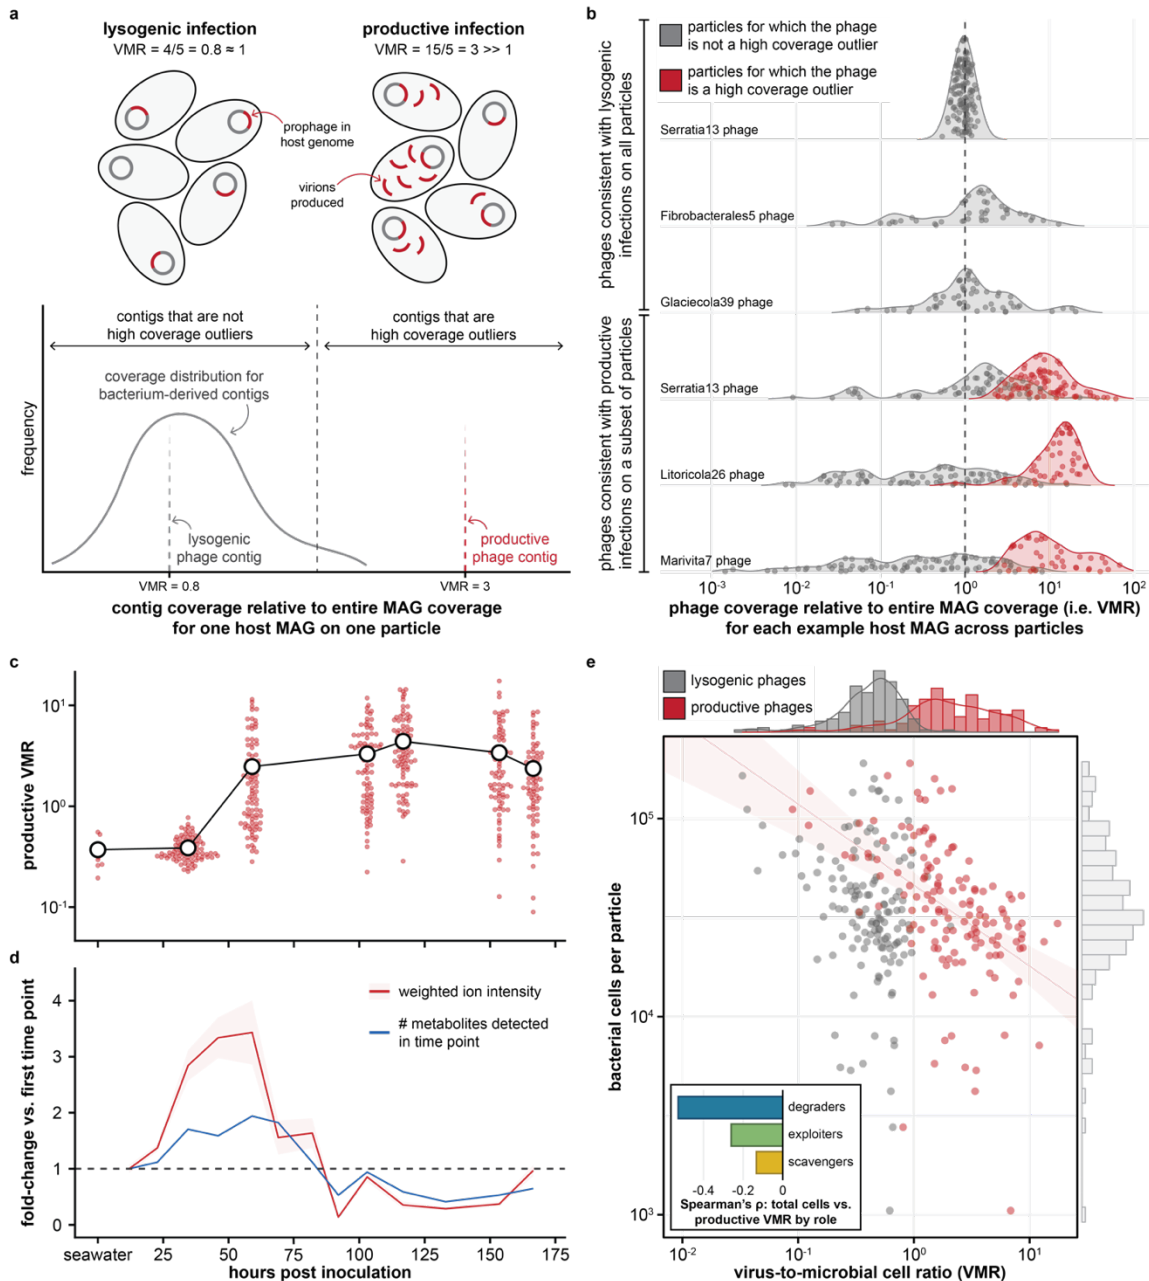 a
lysogenic infection
VMR = 4/5 = 0.8 ≈ 1
productive infection
VMR = 15/5 = 3 >> 1
prophage in
host genome
virions
produced
contigs that are not
high coverage outliers
contigs that are
high coverage outliers
coverage distribution for
bacterium-derived contigs
frequency
lysogenic
phage contig
productive
phage contig
VMR = 0.8
VMR = 3
contig coverage relative to entire MAG coverage
for one host MAG on one particle
b
particles for which the phage
is not a high coverage outlier
particles for which the phage
is a high coverage outlier
phages consistent with lysogenic
infections on all particles
phages consistent with productive
infections on a subset of particles
Serratia13 phage
Fibrobacterales5 phage
Glaciecola39 phage
Serratia13 phage
Litoricola26 phage
Marivita7 phage
10⁻³ 10⁻² 10⁻¹ 10⁰ 10¹ 10²
phage coverage relative to entire MAG coverage (i.e. VMR)
for each example host MAG across particles
c
productive VMR
10¹
10⁰
10⁻¹
d
fold-change vs. first time point
4
3
2
1
0
weighted ion intensity
# metabolites detected
in time point
seawater 25 50 75 100 125 150 175
hours post inoculation
e
lysogenic phages
productive phages
bacterial cells per particle
10⁵
10⁴
10³
degraders
exploiters
scavengers
-0.4 -0.2 0
Spearman's ρ: total cells vs.
productive VMR by role
10⁻² 10⁻¹ 10⁰ 10¹
virus-to-microbial cell ratio (VMR)